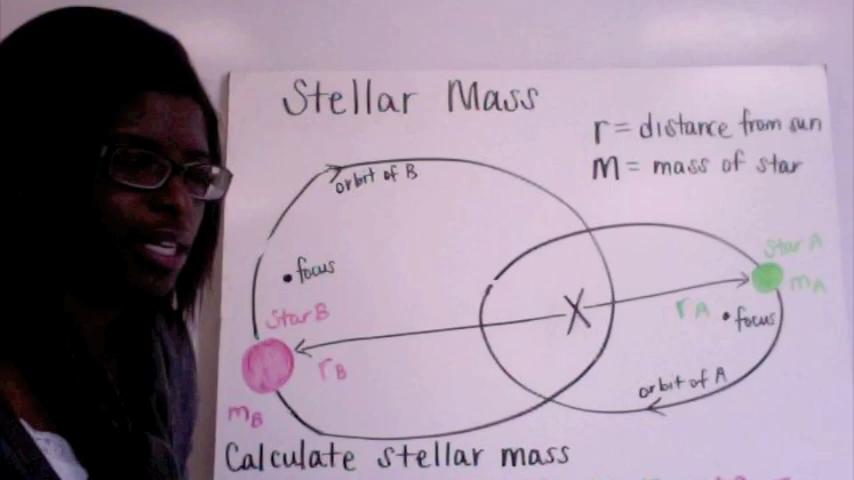 Stellar Mass
r = distance from sun
m = mass of star
orbit of B
focus
Star A
mA
Star B
rA
focus
rB
orbit of A
mB
X
Calculate stellar mass